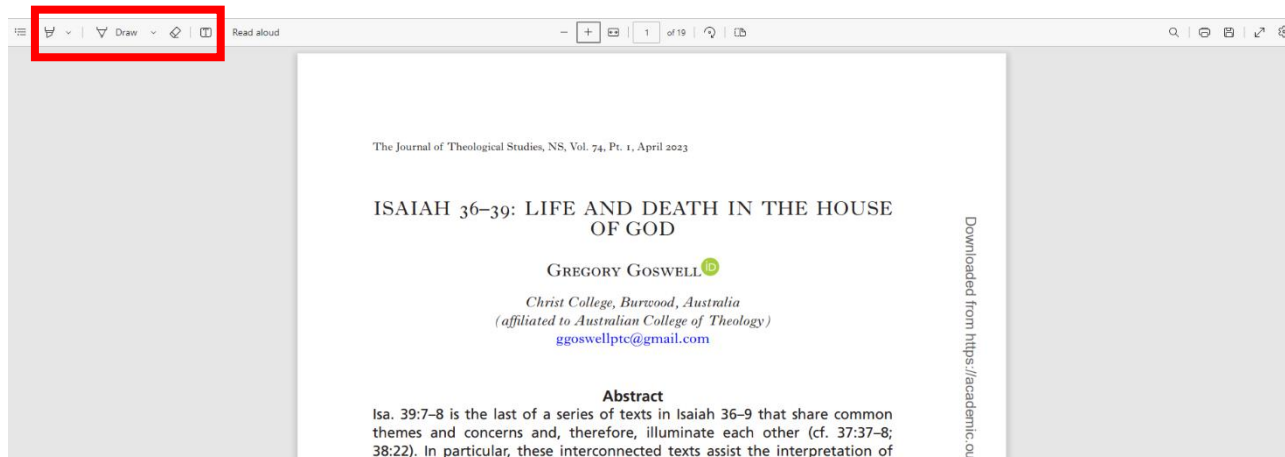 Draw Read aloud 1 of 19
The Journal of Theological Studies, NS, Vol. 74, Pt. 1, April 2023
ISAIAH 36–39: LIFE AND DEATH IN THE HOUSE
OF GOD
GREGORY GOSWELL iD
Christ College, Burwood, Australia
(affiliated to Australian College of Theology)
ggoswellptc@gmail.com
Abstract
Isa. 39:7–8 is the last of a series of texts in Isaiah 36–9 that share common
themes and concerns and, therefore, illuminate each other (cf. 37:37–8;
38:22). In particular, these interconnected texts assist the interpretation of
Downloaded from https://academic.ou